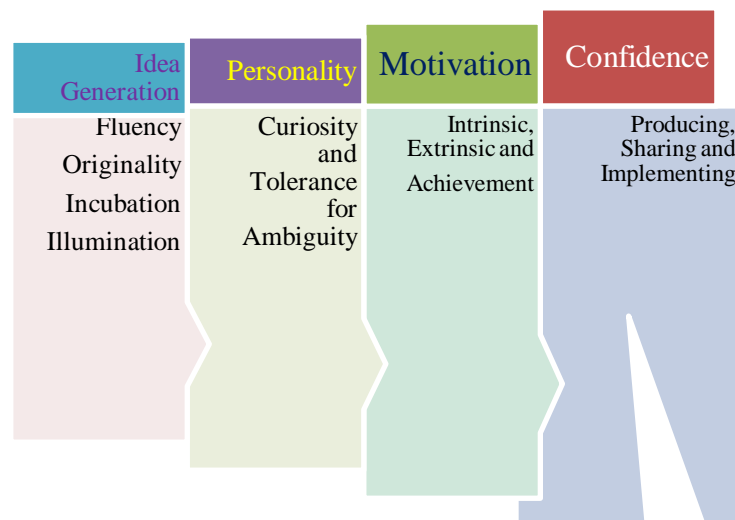 Idea
Generation
Fluency
Originality
Incubation
Illumination
Personality
Curiosity
and
Tolerance
for
Ambiguity
Motivation
Intrinsic,
Extrinsic and
Achievement
Confidence
Producing,
Sharing and
Implementing